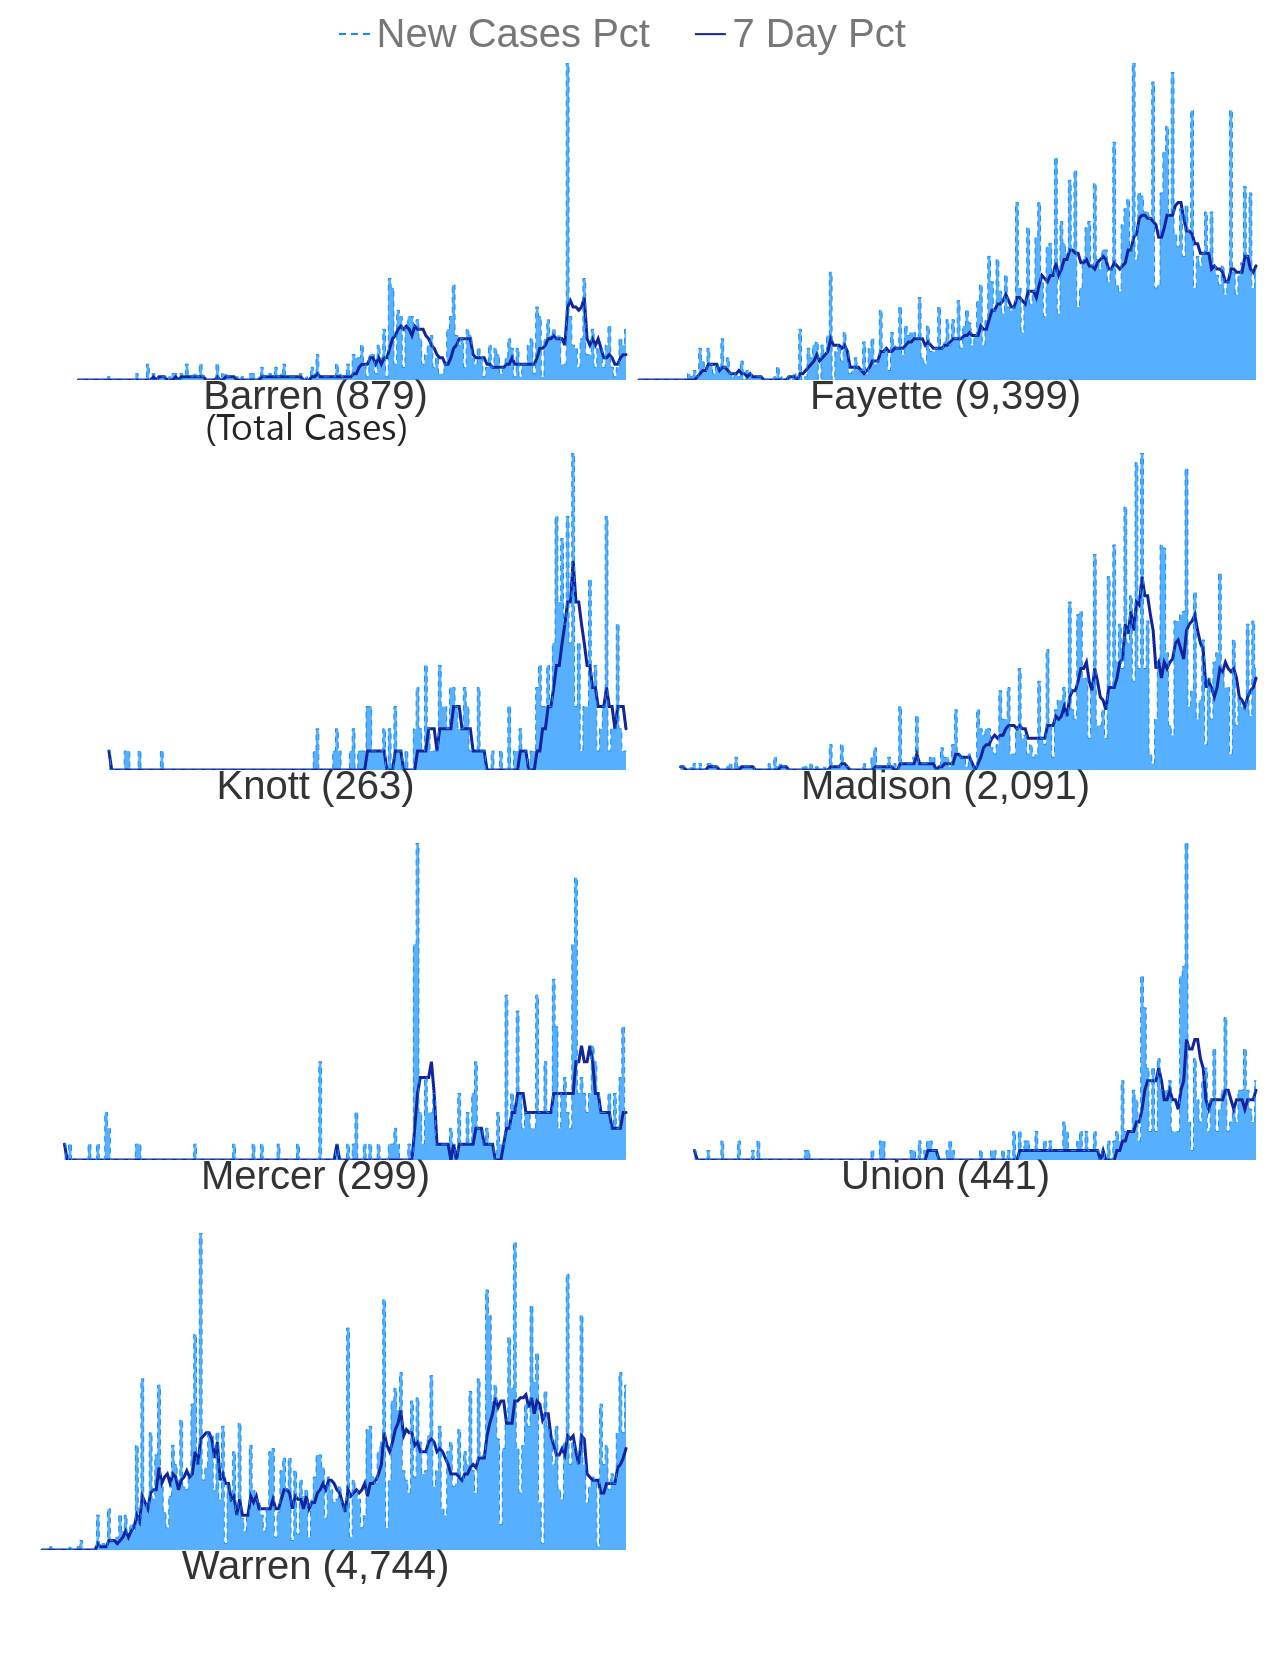 New Cases Pct 7 Day Pct
Barren (879) Fayette (9,399)
(Total Cases)
Knott (263) Madison (2,091)
Mercer (299) Union (441)
Warren (4,744)